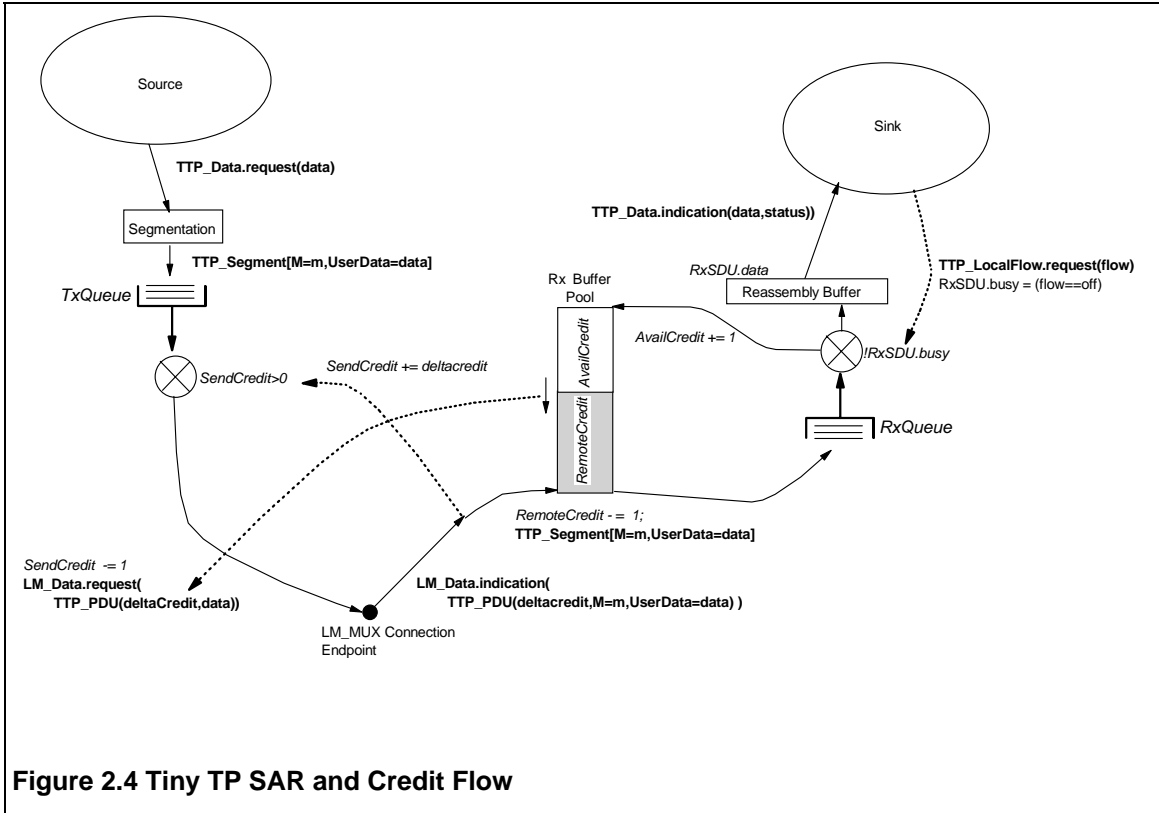 Source
Sink
TTP_Data.request(data)
Segmentation
TTP_Segment[M=m,UserData=data]
TxQueue
SendCredit>0
SendCredit += deltacredit
SendCredit -= 1
LM_Data.request(
TTP_PDU(deltaCredit,data))
LM_MUX Connection
Endpoint
LM_Data.indication(
TTP_PDU(deltacredit,M=m,UserData=data) )
Rx Buffer
Pool
AvailCredit
RemoteCredit
RemoteCredit - = 1;
TTP_Segment[M=m,UserData=data]
RxQueue
!RxSDU.busy
AvailCredit += 1
RxSDU.data
Reassembly Buffer
TTP_Data.indication(data,status))
TTP_LocalFlow.request(flow)
RxSDU.busy = (flow==off)
Figure 2.4 Tiny TP SAR and Credit Flow